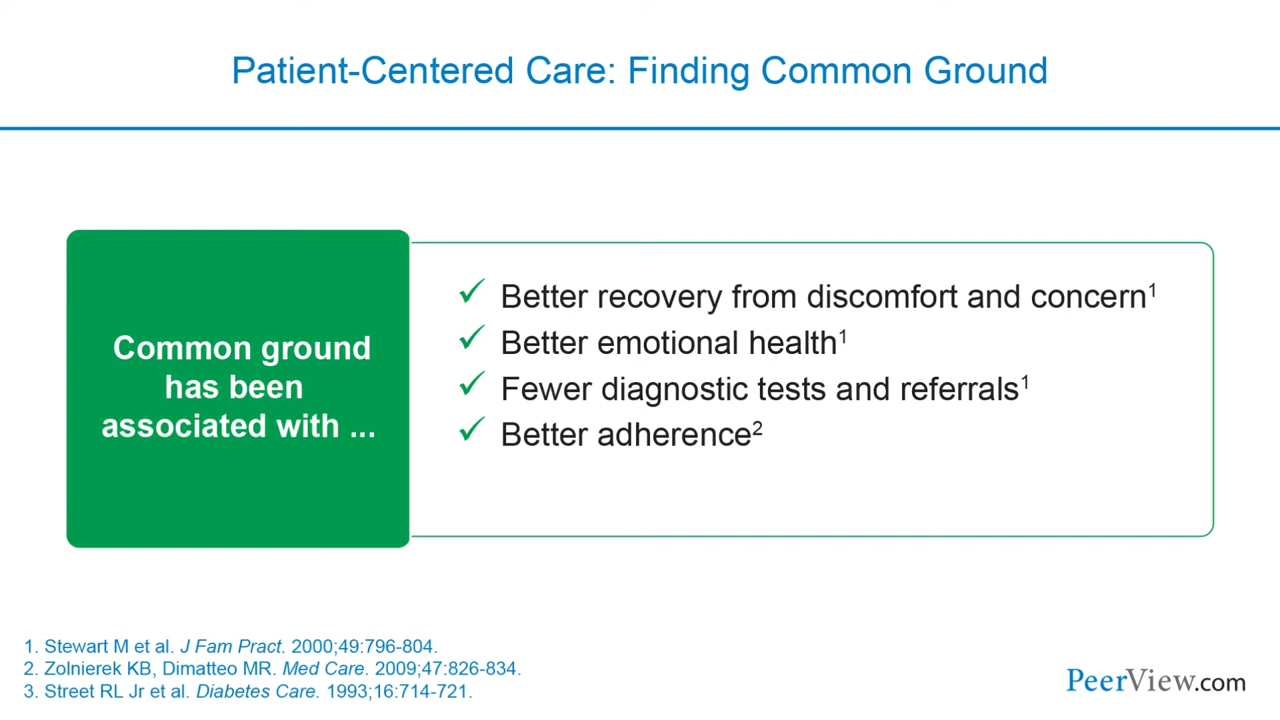 Patient-Centered Care: Finding Common Ground
Common ground
has been
associated with ...
✓ Better recovery from discomfort and concern¹
✓ Better emotional health¹
✓ Fewer diagnostic tests and referrals¹
✓ Better adherence²
1. Stewart M et al. J Fam Pract. 2000;49:796-804.
2. Zolnierek KB, Dimatteo MR. Med Care. 2009;47:826-834.
3. Street RL Jr et al. Diabetes Care. 1993;16:714-721.
PeerView.com